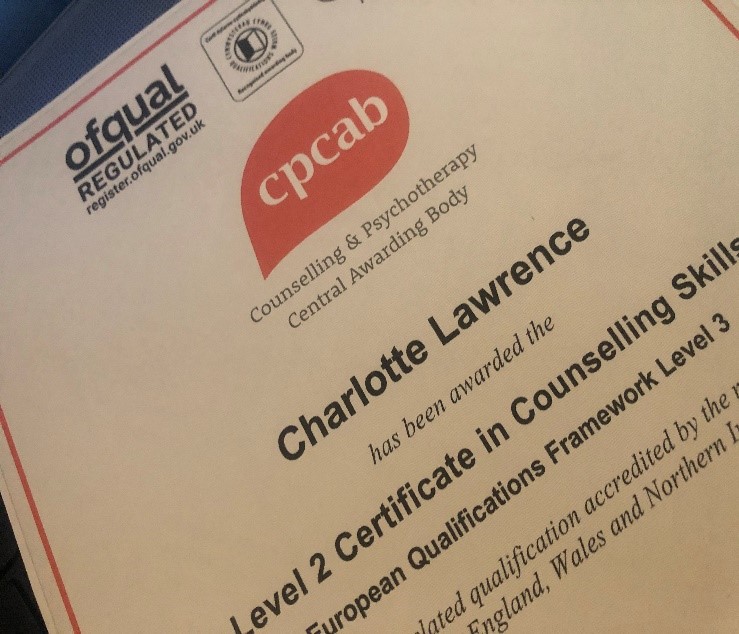 ofqual
REGULATED
register.ofqual.gov.uk
cpcab
Counselling & Psychotherapy
Central Awarding Body
Charlotte Lawrence
has been awarded the
Level 2 Certificate in Counselling Skills
European Qualifications Framework Level 3
lated qualification accredited by the
England, Wales and Northern